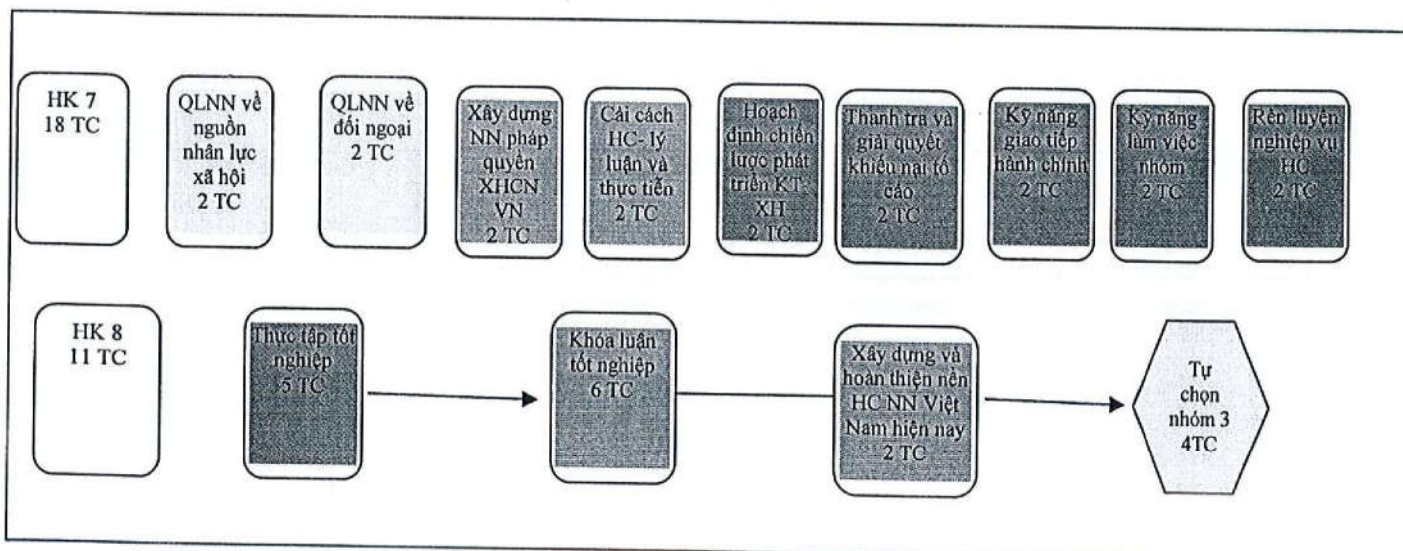 HK 7
18 TC
QLNN về
nguồn
nhân lực
xã hội
2 TC
QLNN về
đối ngoại
2 TC
Xây dựng
NN pháp
quyền
XHCN
VN
2 TC
Cải cách
HC- lý
luận và
thực tiễn
2 TC
Hoạch
định chiến
lược phát
triển KT-
XH
2 TC
Thanh tra và
giải quyết
khiếu nại tố
cáo
2 TC
Kỹ năng
giao tiếp
hành chính
2 TC
Kỹ năng
làm việc
nhóm
2 TC
Rèn luyện
nghiệp vụ
HC
2 TC
HK 8
11 TC
Thực tập tốt
nghiệp
5 TC
Khóa luận
tốt nghiệp
6 TC
Xây dựng và
hoàn thiện nền
HC NN Việt
Nam hiện nay
2 TC
Tự
chọn
nhóm 3
4TC